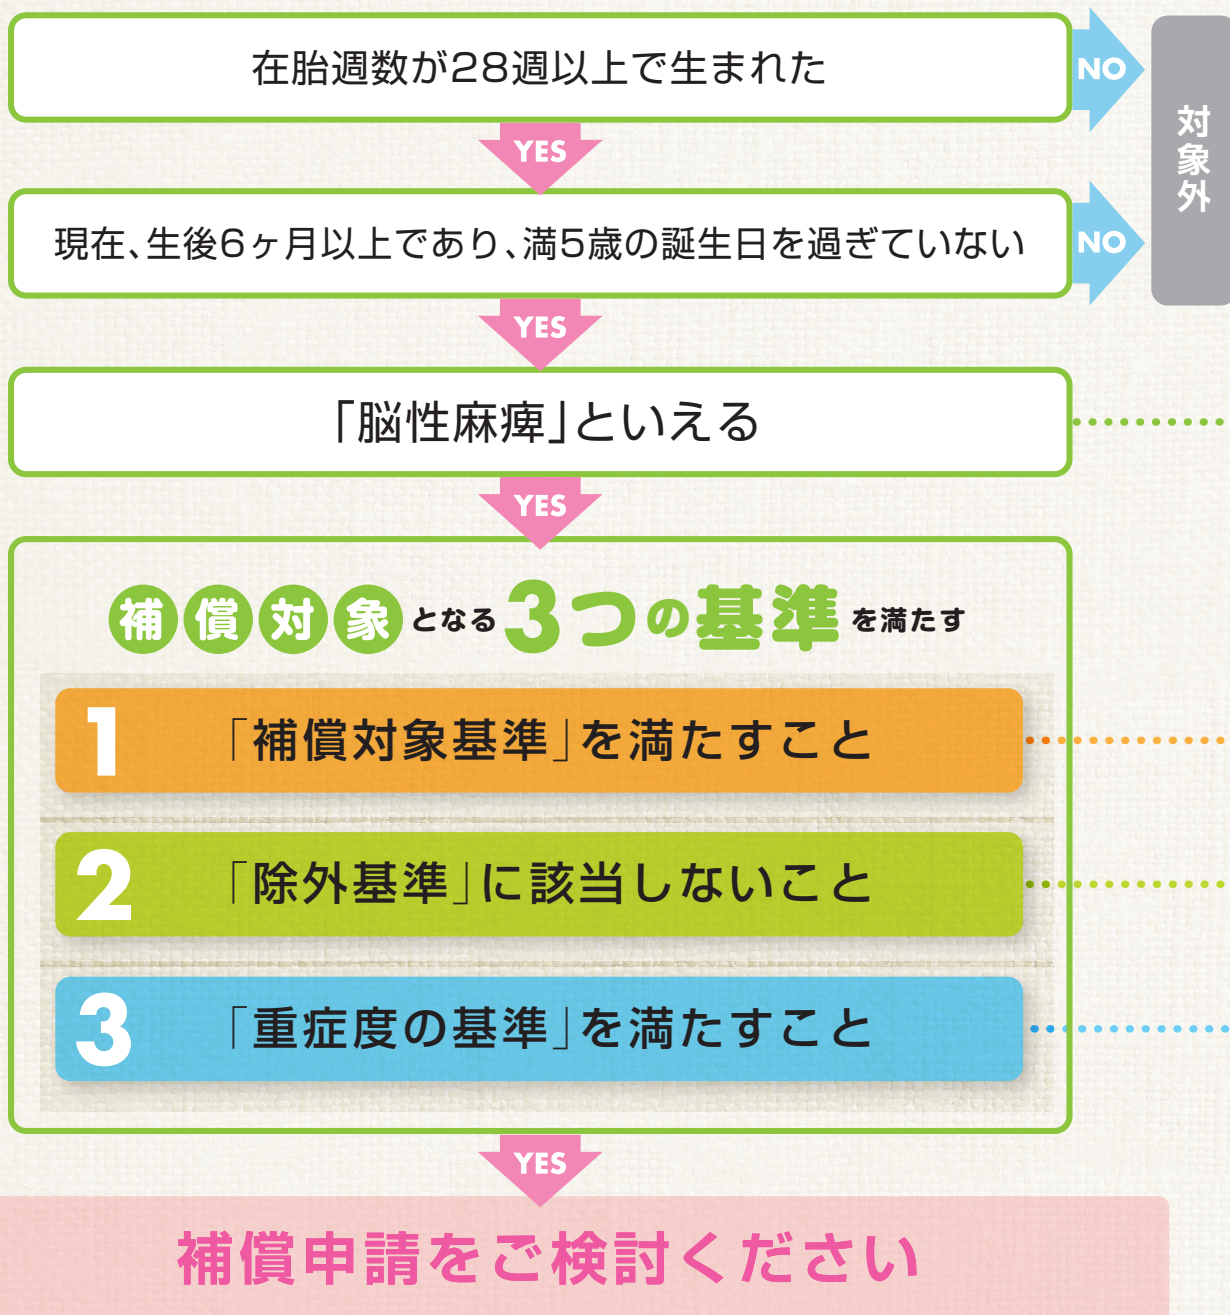 在胎週数が28週以上で生まれた
NO
対象外
YES
現在、生後6ヶ月以上であり、満5歳の誕生日を過ぎていない
NO
YES
「脳性麻痺」といえる
YES
補償対象となる3つの基準を満たす
1 「補償対象基準」を満たすこと
2 「除外基準」に該当しないこと
3 「重症度の基準」を満たすこと
YES
補償申請をご検討ください